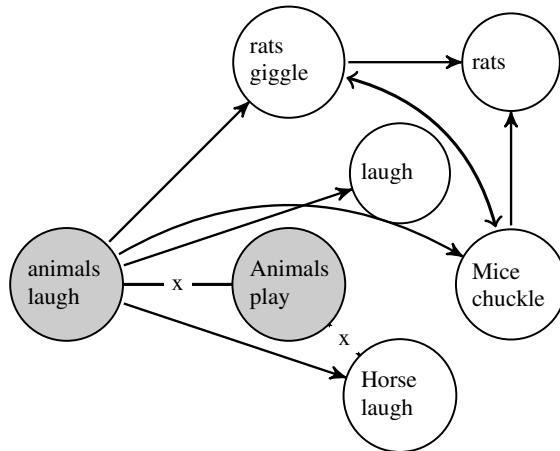 rats
giggle
rats
laugh
animals
laugh
x
Animals
play
Mice
chuckle
x
Horse
laugh